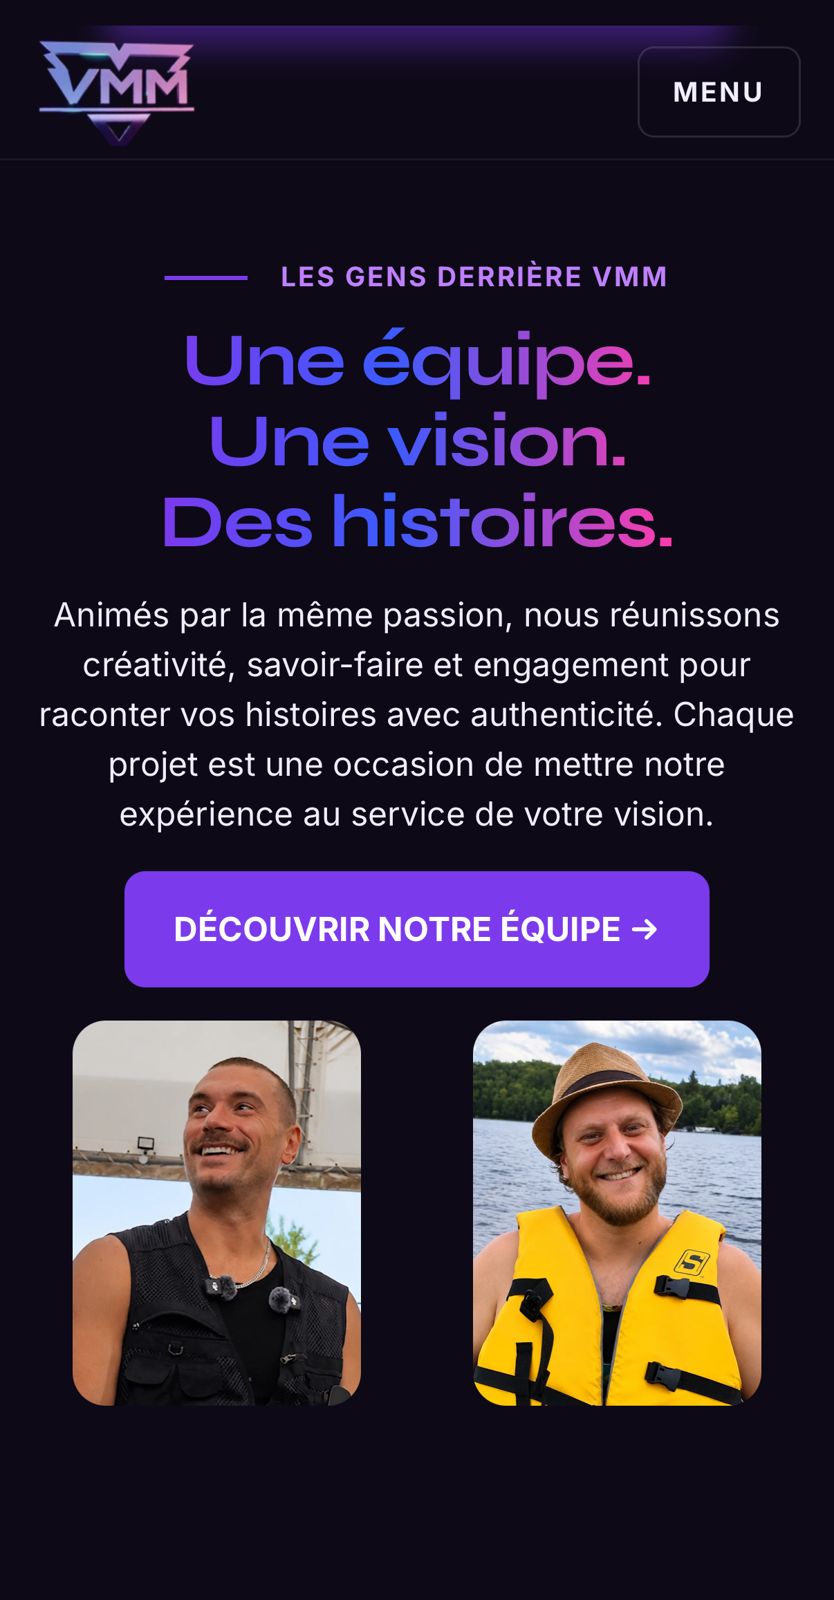 VMM
MENU
LES GENS DERRIÈRE VMM
Une équipe.
Une vision.
Des histoires.
Animés par la même passion, nous réunissons
créativité, savoir-faire et engagement pour
raconter vos histoires avec authenticité. Chaque
projet est une occasion de mettre notre
expérience au service de votre vision.
DÉCOUVRIR NOTRE ÉQUIPE →
S